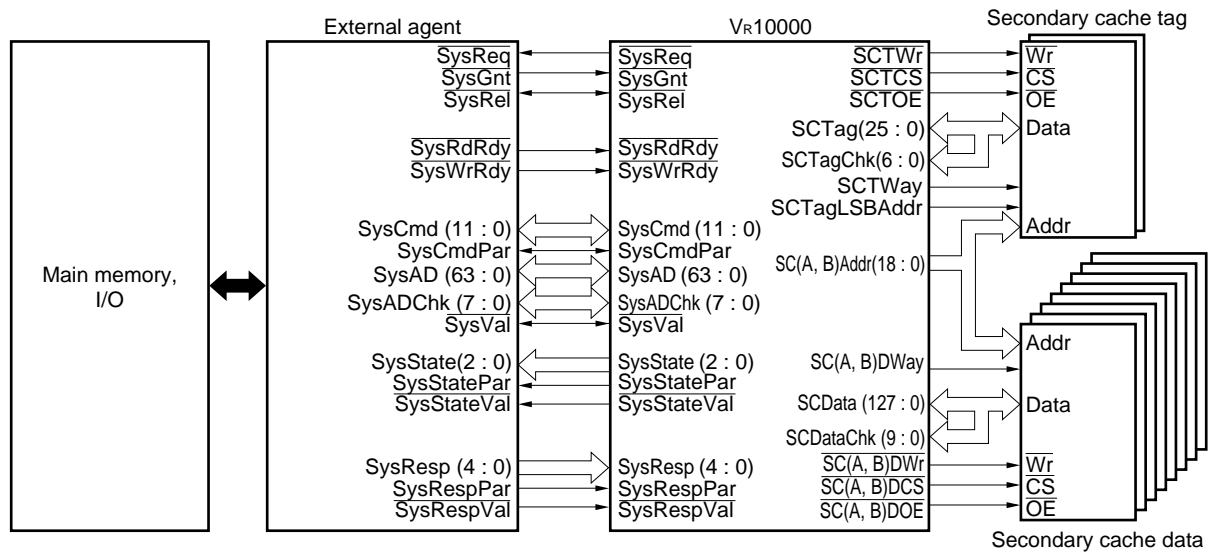 External agent
VR10000
Secondary cache tag
Main memory,
I/O
SysReq
SysGnt
SysRel
SysRdRdy
SysWrRdy
SysCmd (11 : 0)
SysCmdPar
SysAD (63 : 0)
SysADChk (7 : 0)
SysVal
SysState(2 : 0)
SysStatePar
SysStateVal
SysResp (4 : 0)
SysRespPar
SysRespVal
SysReq
SysGnt
SysRel
SysRdRdy
SysWrRdy
SysCmd (11 : 0)
SysCmdPar
SysAD (63 : 0)
SysADChk (7 : 0)
SysVal
SysState (2 : 0)
SysStatePar
SysStateVal
SysResp (4 : 0)
SysRespPar
SysRespVal
SCTWr
SCTCS
SCTOE
SCTag(25 : 0)
SCTagChk(6 : 0)
SCTWay
SCTagLSBAddr
SC(A, B)Addr(18 : 0)
SC(A, B)DWay
SCData (127 : 0)
SCDataChk (9 : 0)
SC(A, B)DWr
SC(A, B)DCS
SC(A, B)DOE
Wr
CS
OE
Data
Addr
Addr
Data
Wr
CS
OE
Secondary cache data